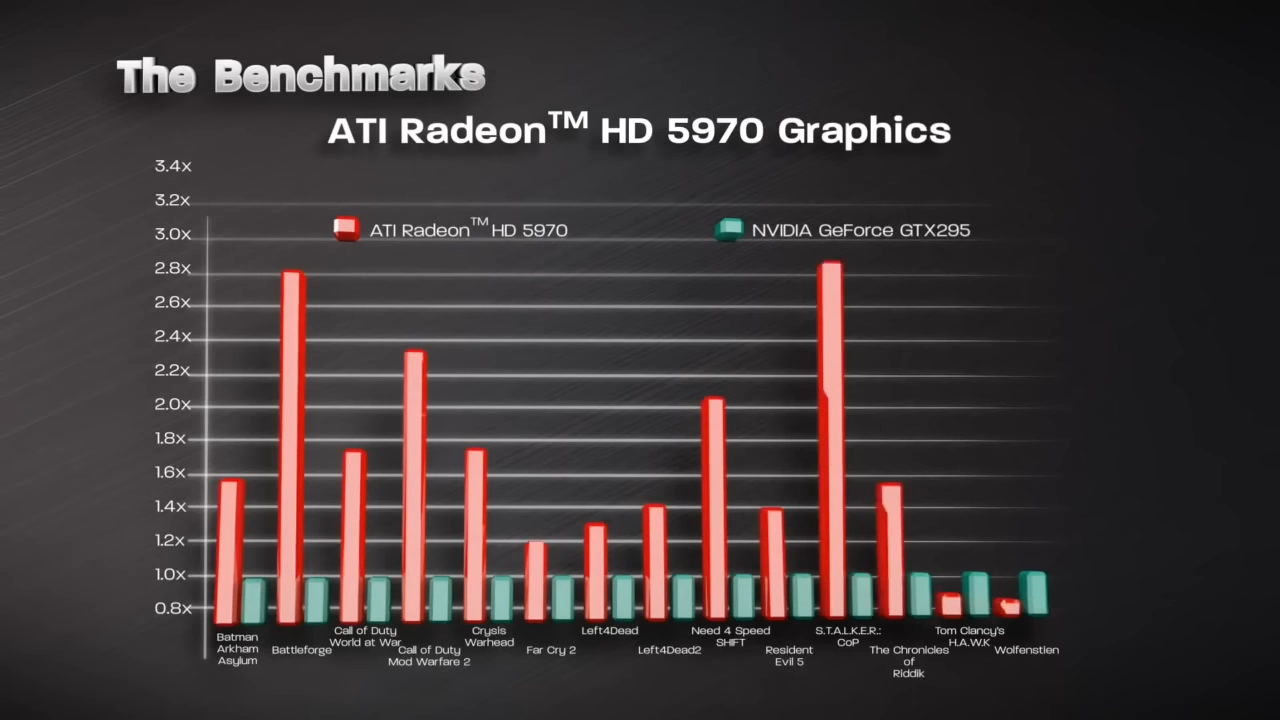 The Benchmarks
ATI Radeon™ HD 5970 Graphics
3.4x
3.2x
3.0x
2.8x
2.6x
2.4x
2.2x
2.0x
1.8x
1.6x
1.4x
1.2x
1.0x
0.8x
ATI Radeon™ HD 5970
NVIDIA GeForce GTX295
Batman
Arkham
Asylum
Battleforge
Call of Duty
World at War
Call of Duty
Mod Warfare 2
Crysis
Warhead
Far Cry 2
Left4Dead
Left4Dead2
Need 4 Speed
SHIFT
Resident
Evil 5
S.T.A.L.K.E.R.:
CoP
The Chronicles
of
Riddik
Tom Clancy's
H.A.W.K
Wolfenstien